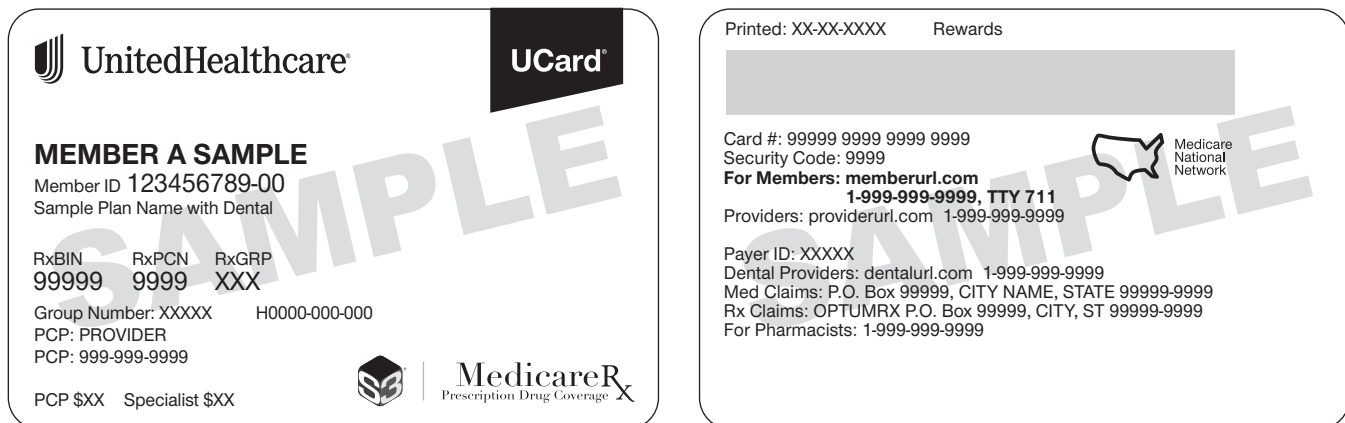 UnitedHealthcare®
UCard®
SAMPLE
MEMBER A SAMPLE
Member ID 123456789-00
Sample Plan Name with Dental
RxBIN RxPCN RxGRP
99999 9999 XXX
Group Number: XXXXX H0000-000-000
PCP: PROVIDER
PCP: 999-999-9999
PCP $XX Specialist $XX
S3®
MedicareRx
Prescription Drug Coverage
Printed: XX-XX-XXXX Rewards
SAMPLE
Card #: 99999 9999 9999 9999
Security Code: 9999
For Members: memberurl.com
1-999-999-9999, TTY 711
Providers: providerurl.com 1-999-999-9999
Medicare
National
Network
Payer ID: XXXXX
Dental Providers: dentalurl.com 1-999-999-9999
Med Claims: P.O. Box 99999, CITY NAME, STATE 99999-9999
Rx Claims: OPTUMRX P.O. Box 99999, CITY, ST 99999-9999
For Pharmacists: 1-999-999-9999